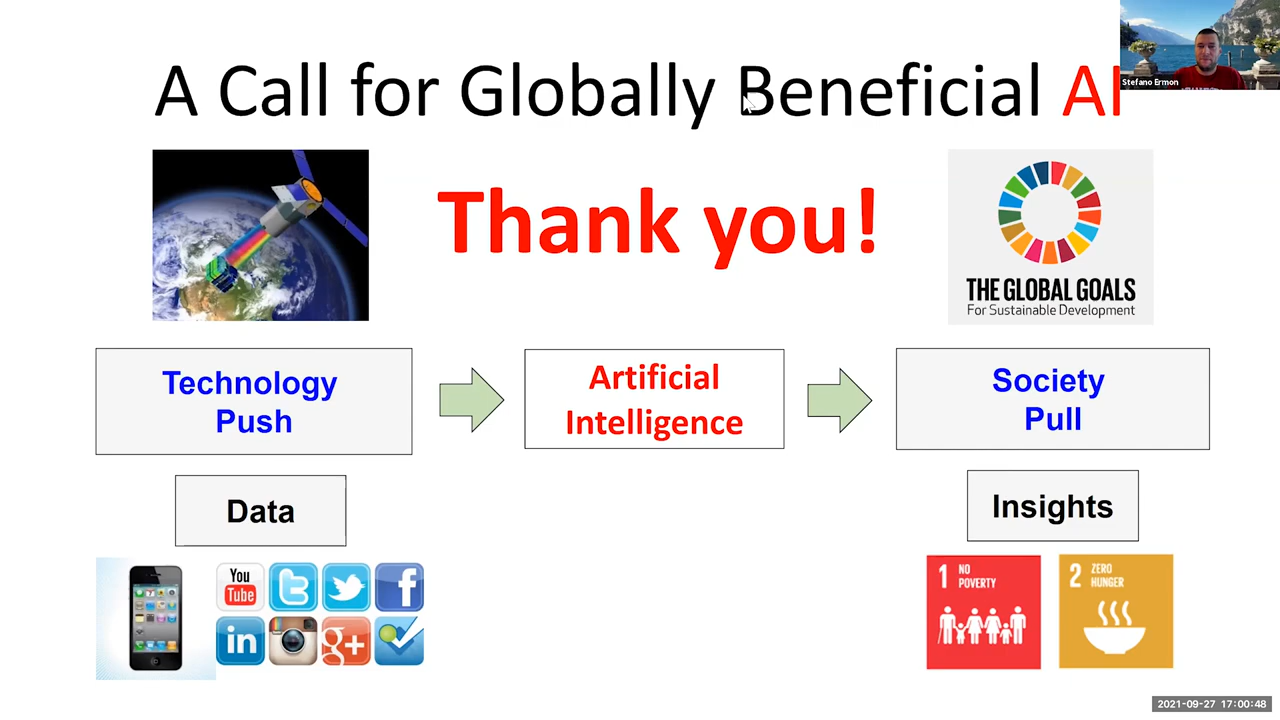 A Call for Globally Beneficial AI
Stefano Ermon
Thank you!
THE GLOBAL GOALS
For Sustainable Development
Technology
Push
Artificial
Intelligence
Society
Pull
Data
Insights
You
Tube
in
g+
1 NO
POVERTY
2 ZERO
HUNGER
2021-09-27 17:00:48